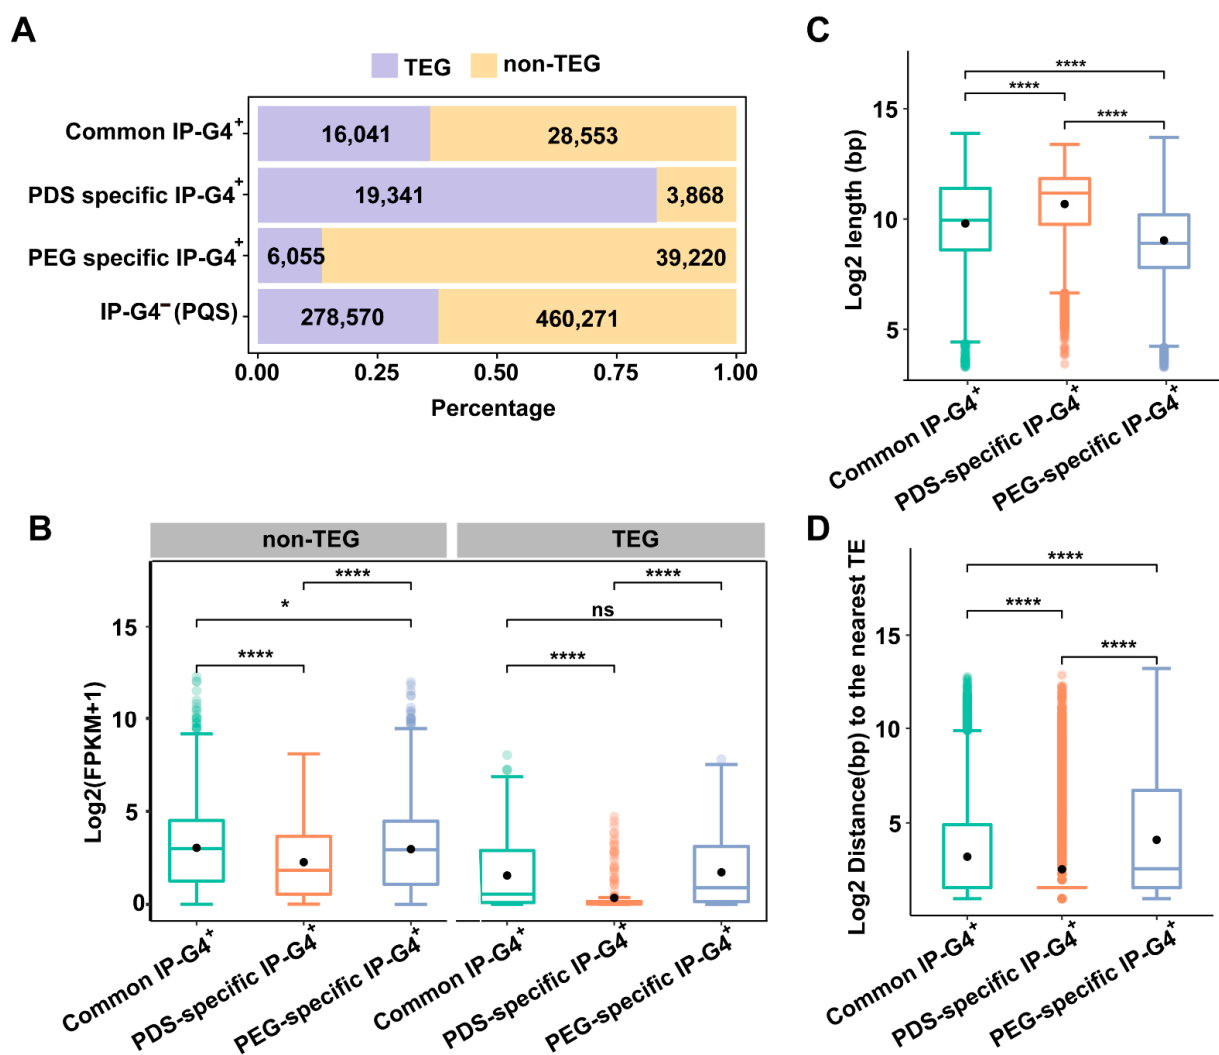 A
TEG non-TEG
Common IP-G4+ 16,041 28,553
PDS specific IP-G4+ 19,341 3,868
PEG specific IP-G4+ 6,055 39,220
IP-G4− (PQS) 278,570 460,271
0.00 0.25 0.50 0.75 1.00
Percentage
B
non-TEG TEG
**** ****
* ns
**** ****
15
10
5
0
Log2(FPKM+1)
Common IP-G4+
PDS-specific IP-G4+
PEG-specific IP-G4+
Common IP-G4+
PDS-specific IP-G4+
PEG-specific IP-G4+
C
****
****
****
15
10
5
Log2 length (bp)
Common IP-G4+
PDS-specific IP-G4+
PEG-specific IP-G4+
D
****
****
****
15
10
5
Log2 Distance(bp) to the nearest TE
Common IP-G4+
PDS-specific IP-G4+
PEG-specific IP-G4+